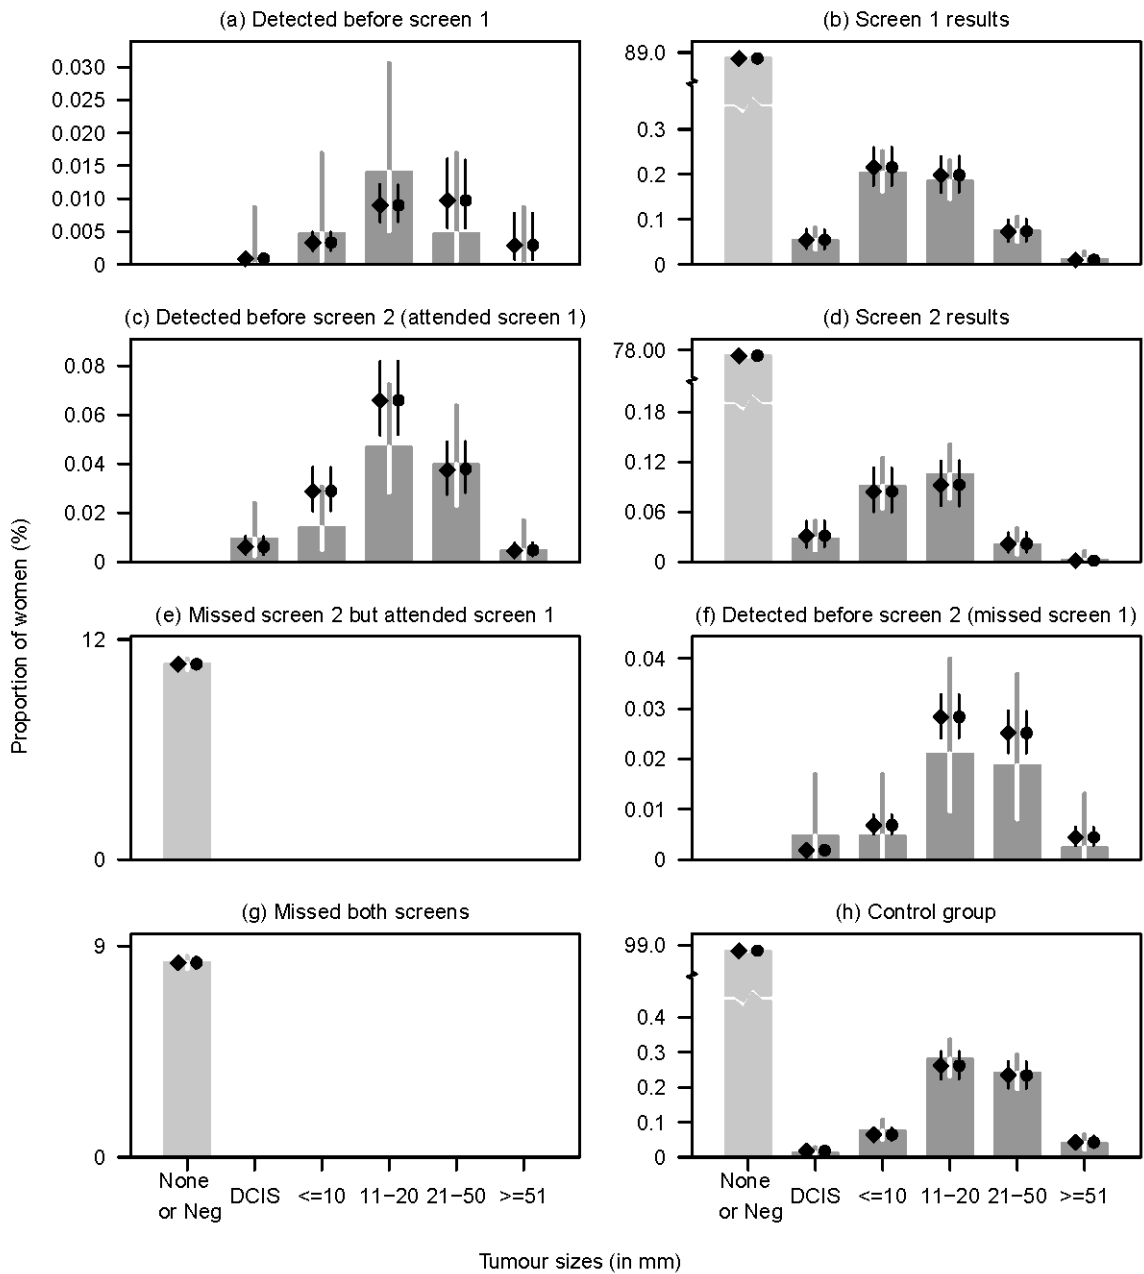 (a) Detected before screen 1
0.030
0.025
0.020
0.015
0.010
0.005
0
(b) Screen 1 results
89.0
0.3
0.2
0.1
0
(c) Detected before screen 2 (attended screen 1)
0.08
0.06
0.04
0.02
0
(d) Screen 2 results
78.00
0.18
0.12
0.06
0
(e) Missed screen 2 but attended screen 1
12
0
(f) Detected before screen 2 (missed screen 1)
0.04
0.03
0.02
0.01
0
(g) Missed both screens
9
0
None
or Neg
DCIS
<=10
11−20
21−50
>=51
(h) Control group
99.0
0.4
0.3
0.2
0.1
0
None
or Neg
DCIS
<=10
11−20
21−50
>=51
Proportion of women (%)
Tumour sizes (in mm)